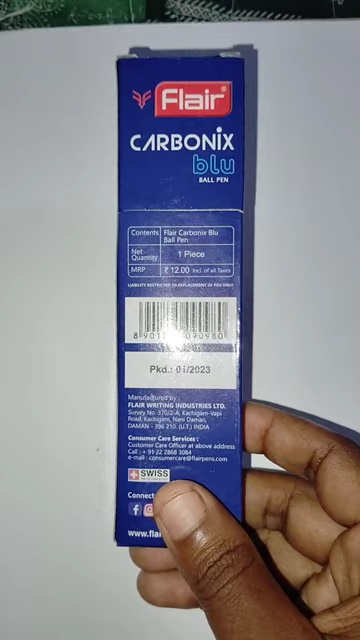 Flair
CARBONIX
blu
BALL PEN
Contents Flair Carbonix Blu
Ball Pen
Net
Quantity 1 Piece
MRP ₹ 12.00 Incl. of all Taxes
LIABILITY RESTRICTED TO REPLACEMENT OF PEN ONLY
Pkd.: 01/2023
Manufactured by :
FLAIR WRITING INDUSTRIES LTD.
Survey No. 370/2-A, Kachigam-Vapi
Road, Kachigam, Nani Daman,
DAMAN - 396 210. (U.T.) INDIA
Consumer Care Services :
Customer Care Officer at above address
Call : + 91-22 2868 3084
e-mail : consumercare@flairpens.com
SWISS
Connect